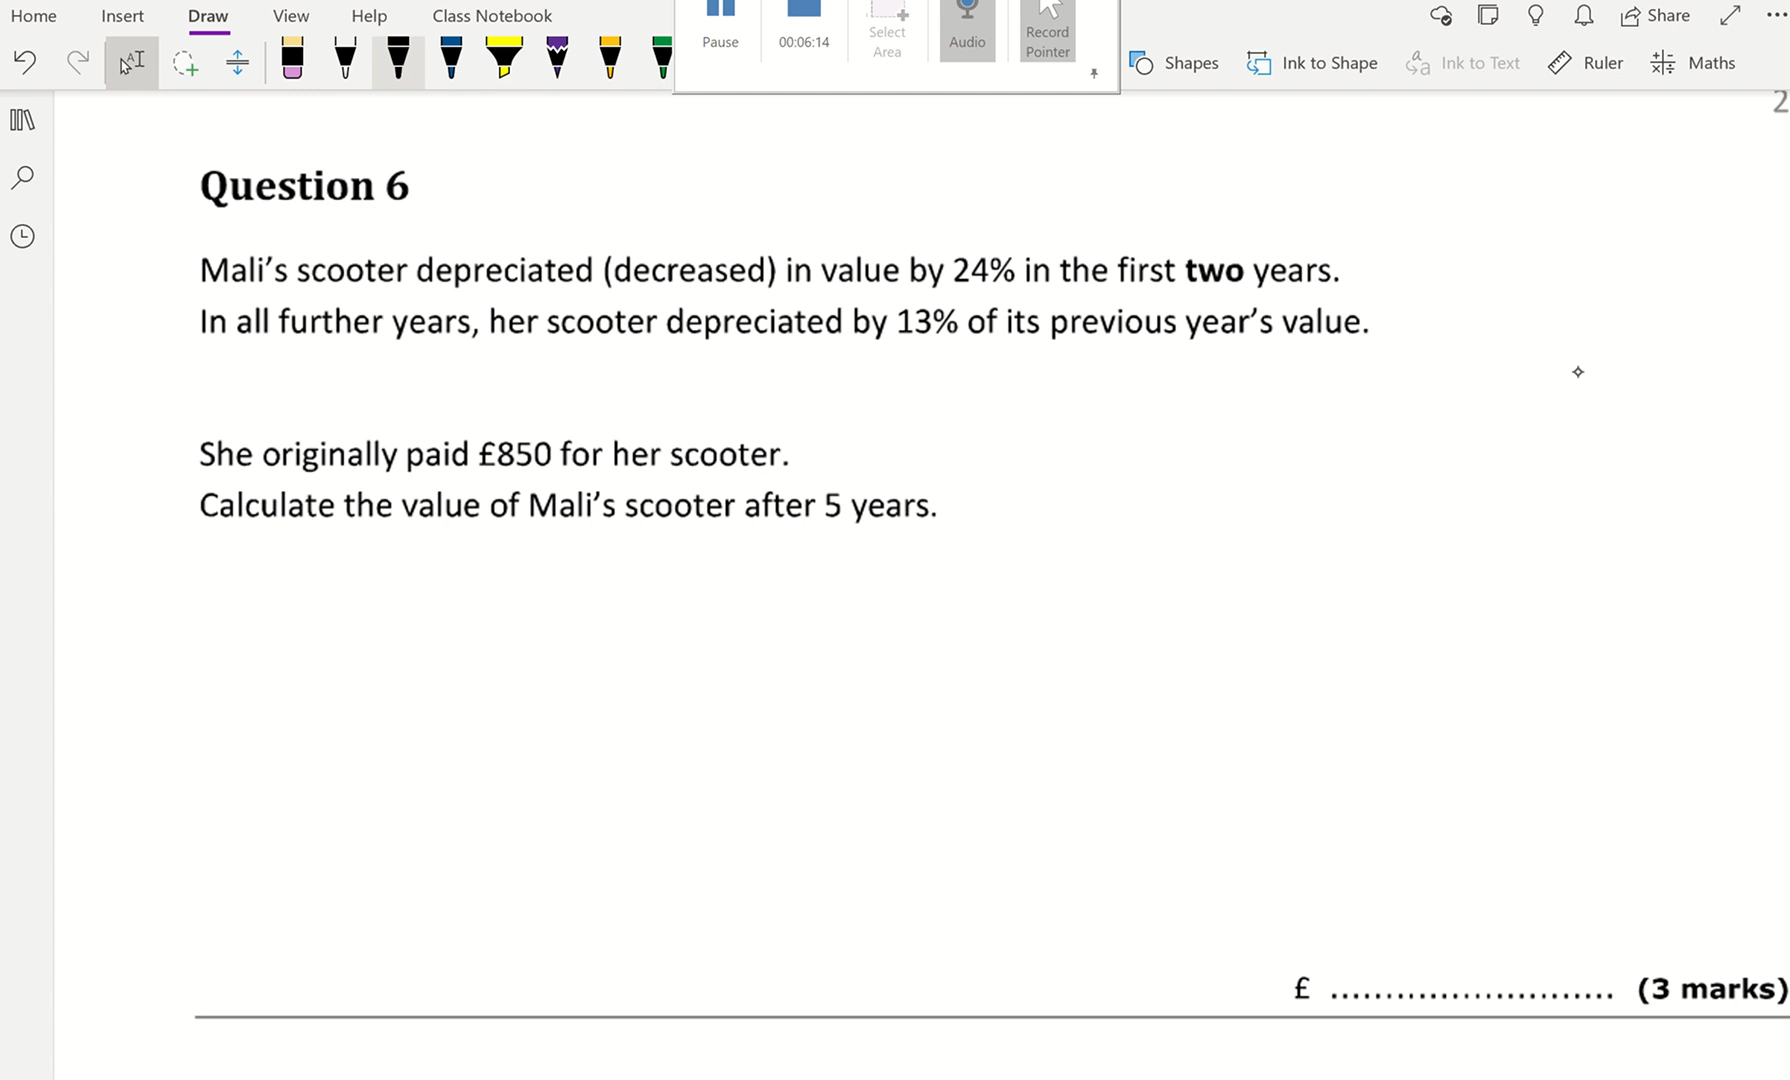 Home Insert Draw View Help Class Notebook
Pause 00:06:14 Select Area Audio Record Pointer
Share
Shapes Ink to Shape Ink to Text Ruler Maths
2
Question 6
Mali’s scooter depreciated (decreased) in value by 24% in the first two years.
In all further years, her scooter depreciated by 13% of its previous year’s value.
She originally paid £850 for her scooter.
Calculate the value of Mali’s scooter after 5 years.
£ .......................... (3 marks)